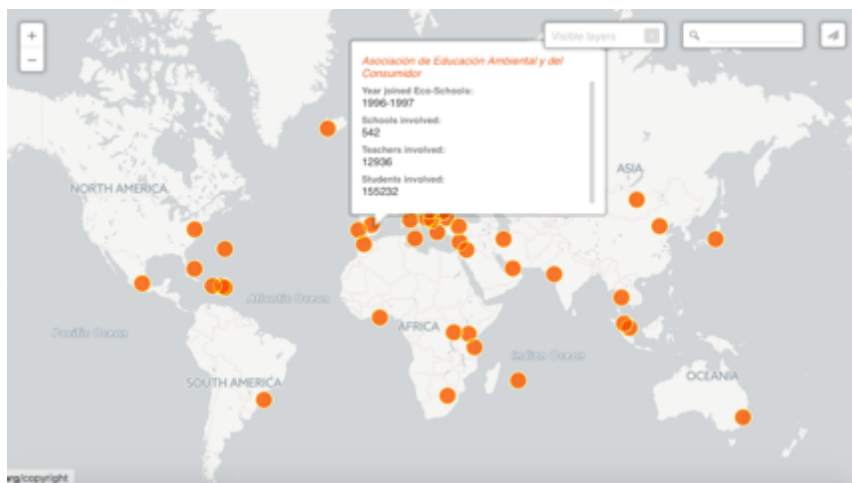 +
−
Visible layers
Asociación de Educación Ambiental y del
Consumidor
Year joined Eco-Schools:
1996-1997
Schools involved:
542
Teachers involved:
12936
Students involved:
155232
NORTH AMERICA
ASIA
Atlantic Ocean
Pacific Ocean
AFRICA
Indian Ocean
SOUTH AMERICA
OCEANIA
org/copyright